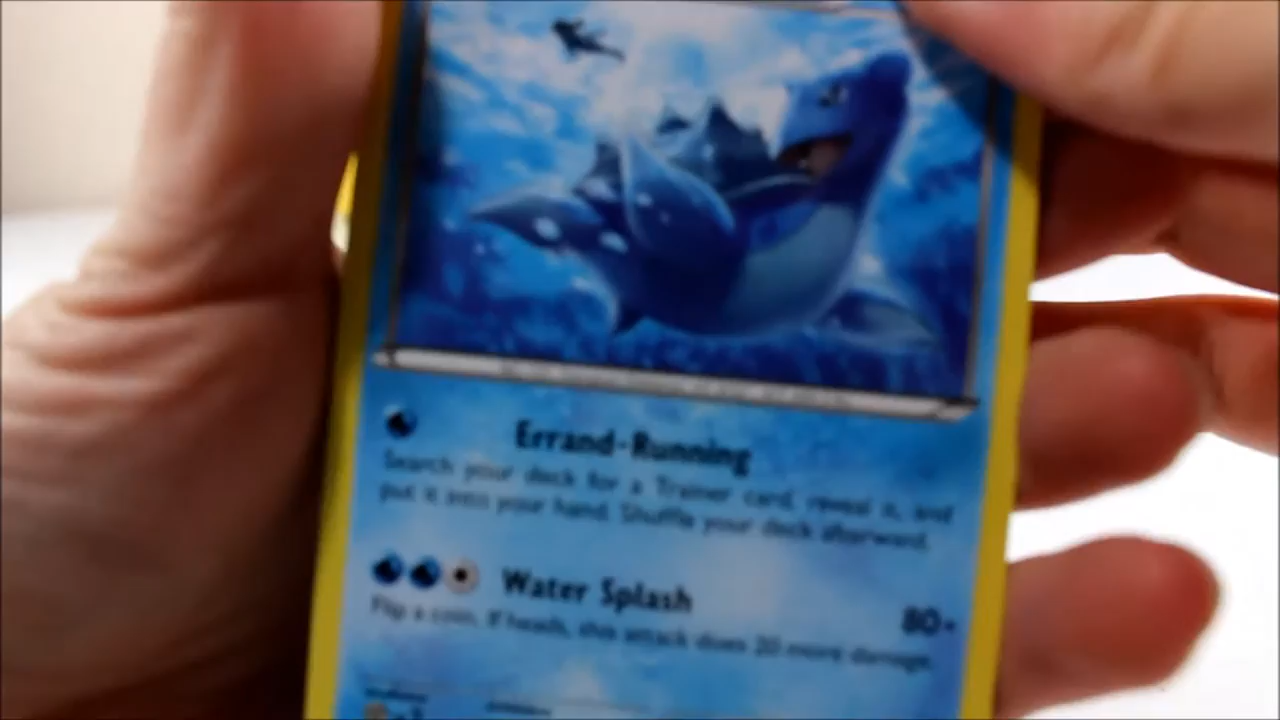 Errand-Running
Search your deck for a Trainer card, reveal it, and
put it into your hand. Shuffle your deck afterward.
Water Splash
80+
Flip a coin. If heads, this attack does 20 more damage.